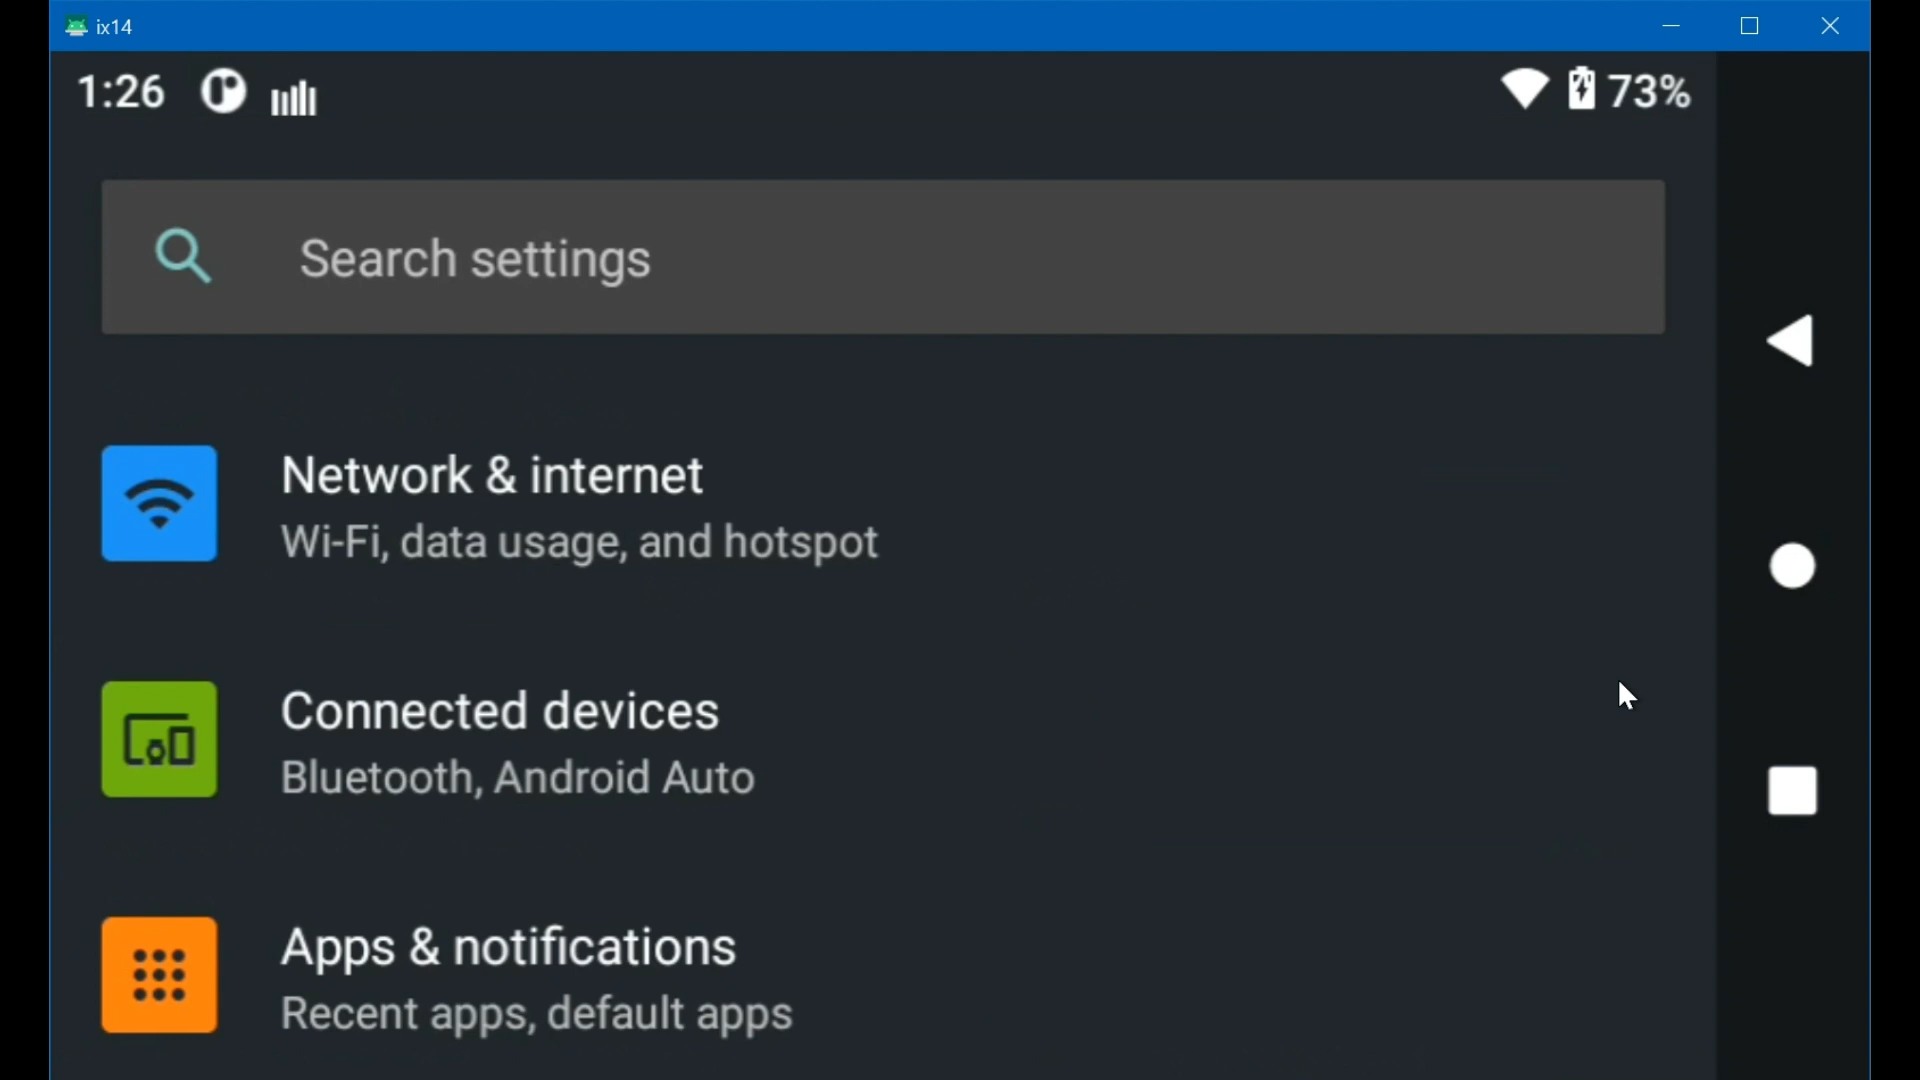 ix14
1:26
73%
Search settings
Network & internet
Wi-Fi, data usage, and hotspot
Connected devices
Bluetooth, Android Auto
Apps & notifications
Recent apps, default apps